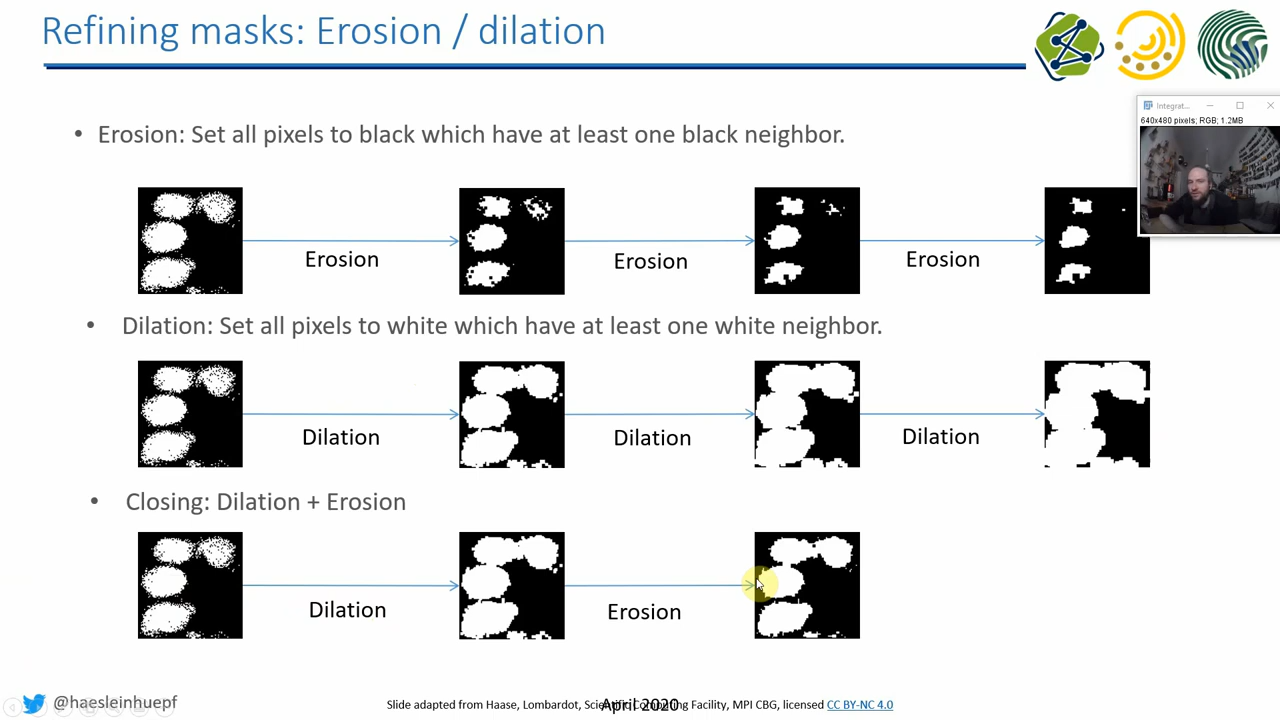 Refining masks: Erosion / dilation
Integrat...
640x480 pixels; RGB; 1.2MB
• Erosion: Set all pixels to black which have at least one black neighbor.
Erosion
Erosion
Erosion
• Dilation: Set all pixels to white which have at least one white neighbor.
Dilation
Dilation
Dilation
• Closing: Dilation + Erosion
Dilation
Erosion
@haesleinhuepf
Slide adapted from Haase, Lombardot, Scientific Computing Facility, MPI CBG, licensed CC BY-NC 4.0
April 2020